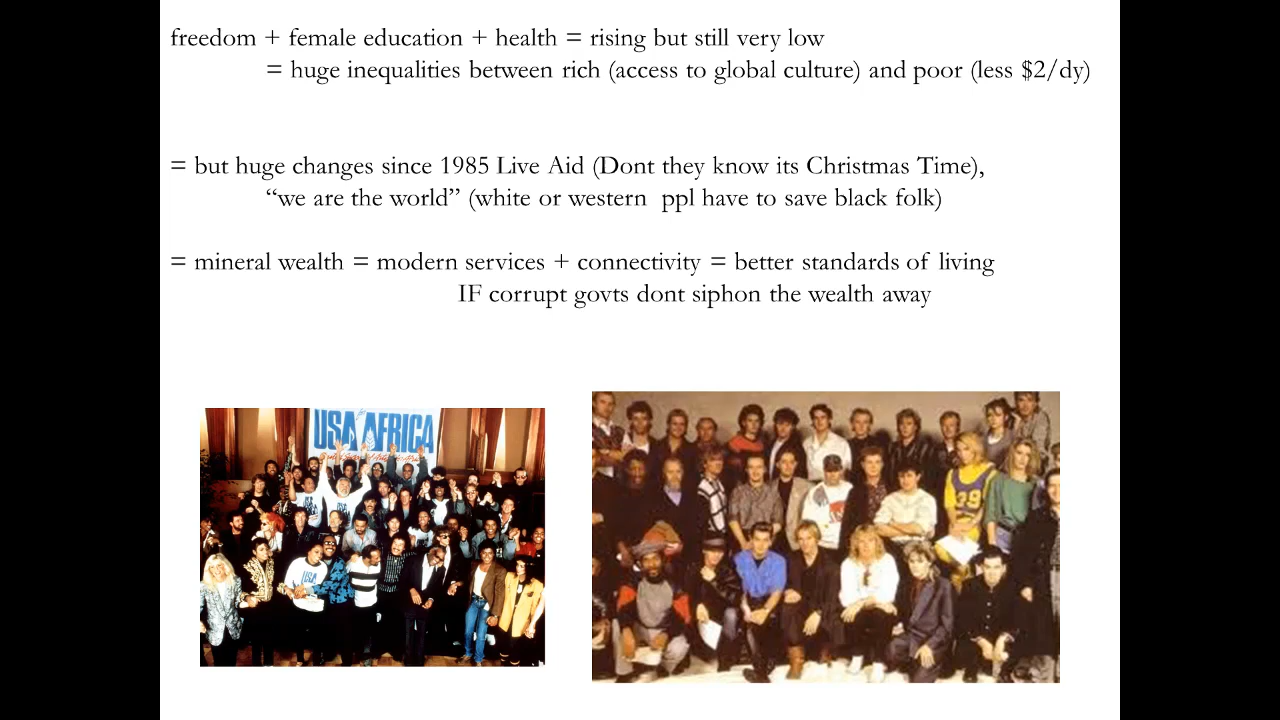 freedom + female education + health = rising but still very low
= huge inequalities between rich (access to global culture) and poor (less $2/dy)
= but huge changes since 1985 Live Aid (Dont they know its Christmas Time),
“we are the world” (white or western ppl have to save black folk)
= mineral wealth = modern services + connectivity = better standards of living
IF corrupt govts dont siphon the wealth away
USA AFRICA
USA
39